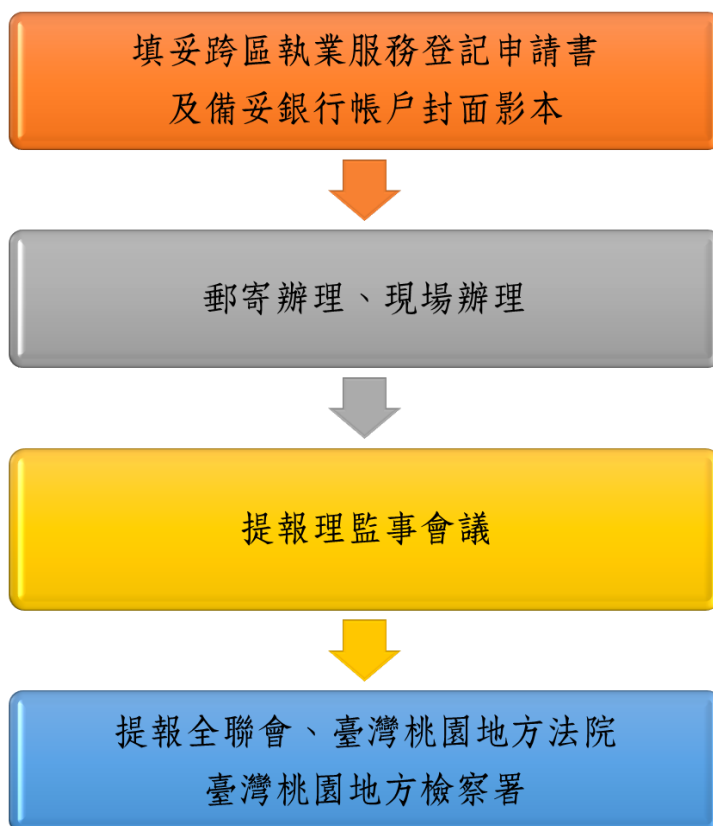 填妥跨區執業服務登記申請書
及備妥銀行帳戶封面影本
郵寄辦理、現場辦理
提報理監事會議
提報全聯會、臺灣桃園地方法院
臺灣桃園地方檢察署